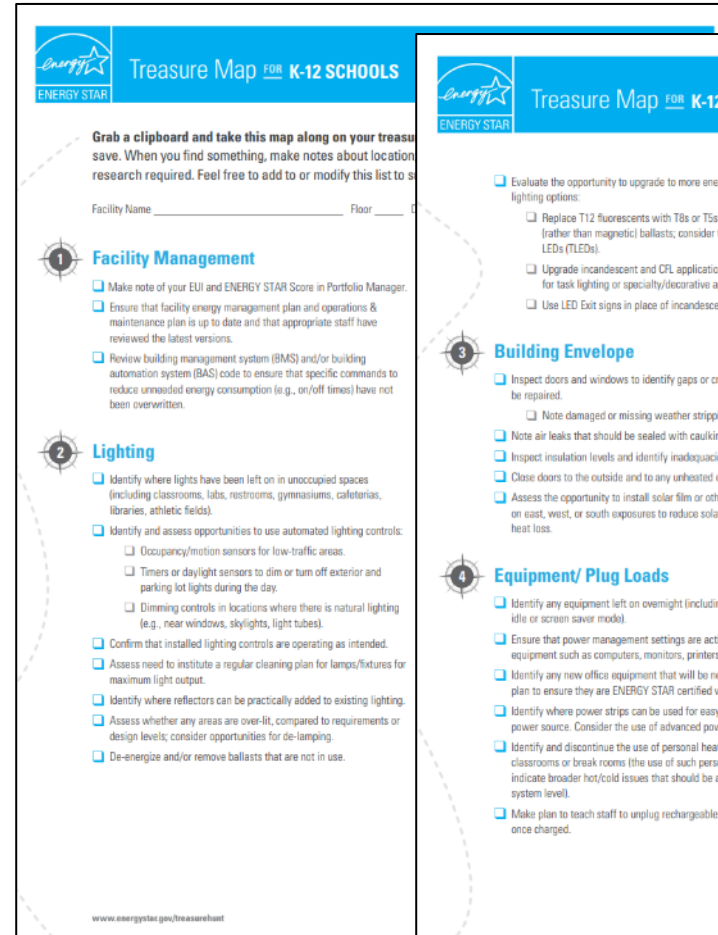 energy
ENERGY STAR
Treasure Map FOR K-12 SCHOOLS
Grab a clipboard and take this map along on your treasu
save. When you find something, make notes about location
research required. Feel free to add to or modify this list to s
Facility Name Floor
1 Facility Management
Make note of your EUI and ENERGY STAR Score in Portfolio Manager.
Ensure that facility energy management plan and operations &
maintenance plan is up to date and that appropriate staff have
reviewed the latest versions.
Review building management system (BMS) and/or building
automation system (BAS) code to ensure that specific commands to
reduce unneeded energy consumption (e.g., on/off times) have not
been overwritten.
2 Lighting
Identify where lights have been left on in unoccupied spaces
(including classrooms, labs, restrooms, gymnasiums, cafeterias,
libraries, athletic fields).
Identify and assess opportunities to use automated lighting controls:
Occupancy/motion sensors for low-traffic areas.
Timers or daylight sensors to dim or turn off exterior and
parking lot lights during the day.
Dimming controls in locations where there is natural lighting
(e.g., near windows, skylights, light tubes).
Confirm that installed lighting controls are operating as intended.
Assess need to institute a regular cleaning plan for lamps/fixtures for
maximum light output.
Identify where reflectors can be practically added to existing lighting.
Assess whether any areas are over-lit, compared to requirements or
design levels; consider opportunities for de-lamping.
De-energize and/or remove ballasts that are not in use.
www.energystar.gov/treasurehunt
energy
ENERGY STAR
Treasure Map FOR K-12
Evaluate the opportunity to upgrade to more ene
lighting options:
Replace T12 fluorescents with T8s or T5s
(rather than magnetic) ballasts; consider
LEDs (TLEDs).
Upgrade incandescent and CFL applicatio
for task lighting or specialty/decorative a
Use LED Exit signs in place of incandesce
3 Building Envelope
Inspect doors and windows to identify gaps or cr
be repaired.
Note damaged or missing weather strippi
Note air leaks that should be sealed with caulkin
Inspect insulation levels and identify inadequaci
Close doors to the outside and to any unheated
Assess the opportunity to install solar film or oth
on east, west, or south exposures to reduce sola
heat loss.
4 Equipment/ Plug Loads
Identify any equipment left on overnight (includin
idle or screen saver mode).
Ensure that power management settings are acti
equipment such as computers, monitors, printers
Identify any new office equipment that will be ne
plan to ensure they are ENERGY STAR certified
Identify where power strips can be used for easy
power source. Consider the use of advanced pow
Identify and discontinue the use of personal heat
classrooms or break rooms (the use of such pers
indicate broader hot/cold issues that should be a
system level).
Make plan to teach staff to unplug rechargeable
once charged.